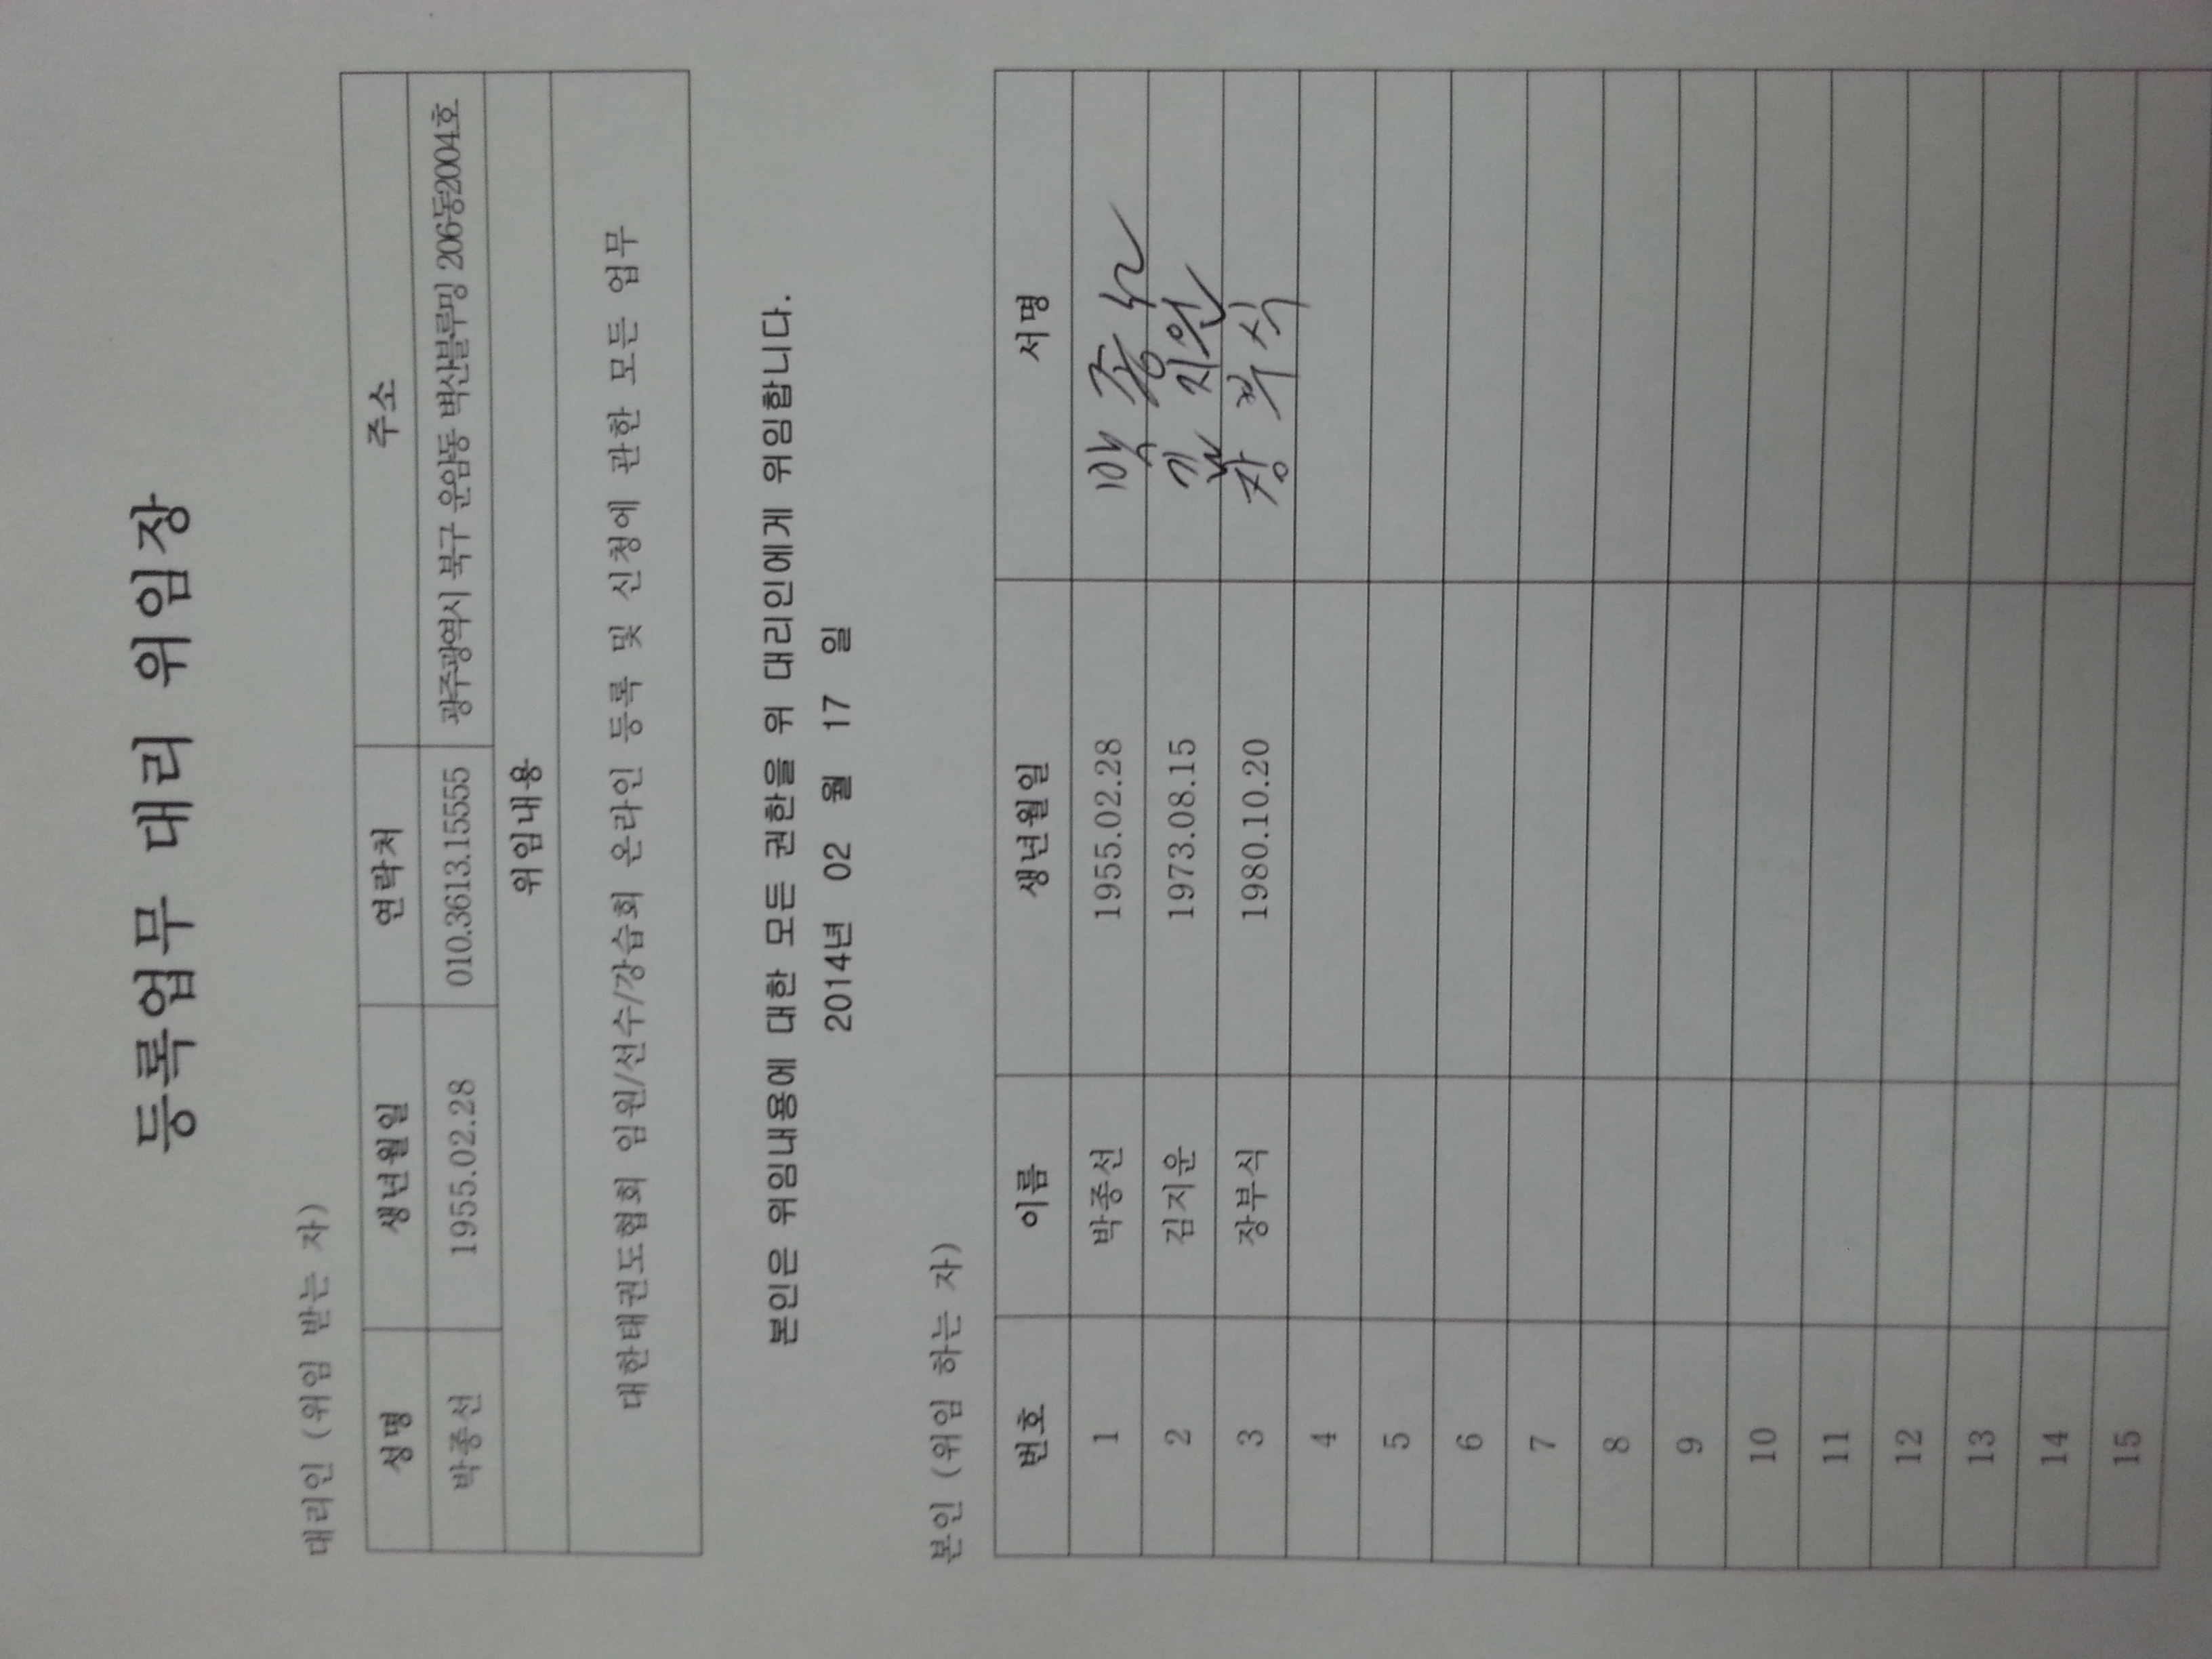 등록업무 대리 위임장
대리인 (위임 받는 자)
성명 생년월일 연락처 주소
박종선 1955.02.28 010.3613.15555 광주광역시 북구 운암동 벽산블루밍 206동2004호
위임내용
대한태권도협회 임원/선수/강습회 온라인 등록 및 신청에 관한 모든 업무
본인은 위임내용에 대한 모든 권한을 위 대리인에게 위임합니다.
2014년 02 월 17 일
본인 (위임 하는 자)
번호 이름 생년월일 서명
1 박종선 1955.02.28 박종선
2 김지운 1973.08.15 김지운
3 장부식 1980.10.20 장부식
4
5
6
7
8
9
10
11
12
13
14
15